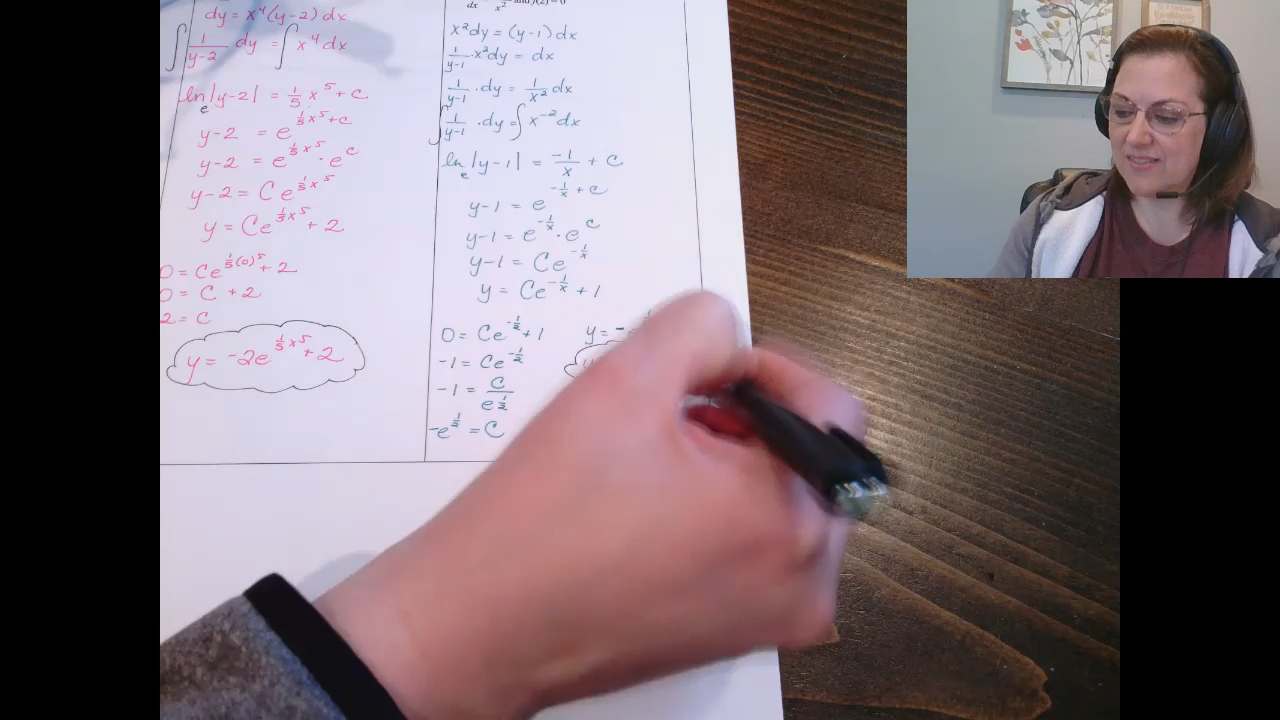 dy = x⁴(y-2) dx
∫ 1/(y-2) dy = ∫ x⁴ dx
ln|y-2| = 1/5 x⁵ + C
e
y-2 = e^(1/5 x⁵ + C)
y-2 = e^(1/5 x⁵) · e^C
y-2 = Ce^(1/5 x⁵)
y = Ce^(1/5 x⁵) + 2
0 = Ce^(1/5 (0)⁵) + 2
0 = C + 2
2 = C
y = -2e^(1/5 x⁵) + 2
x²dy = (y-1) dx
1/(y-1) · x²dy = dx
1/(y-1) · dy = 1/x² dx
∫ 1/(y-1) · dy = ∫ x⁻² dx
ln|y-1| = -1/x + C
e
y-1 = e^(-1/x + C)
y-1 = e^(-1/x) · e^C
y-1 = Ce^(-1/x)
y = Ce^(-1/x) + 1
0 = Ce^(-1/2) + 1
-1 = Ce^(-1/2)
-1 = C/e^(1/2)
-e^(1/2) = C
y = -